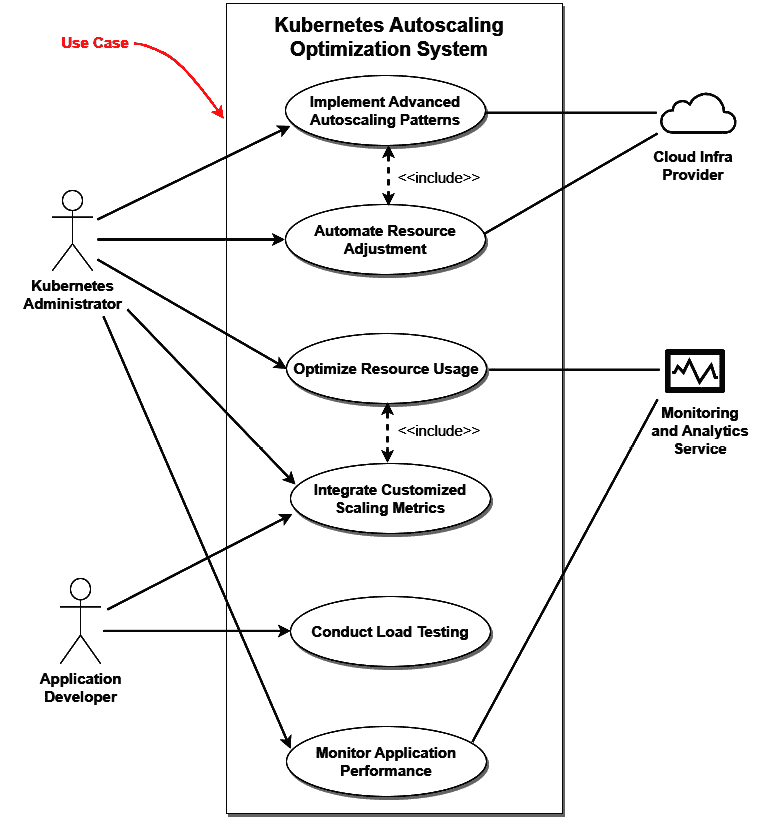 Kubernetes Autoscaling
Optimization System
Use Case
Implement Advanced
Autoscaling Patterns
<<include>>
Cloud Infra
Provider
Automate Resource
Adjustment
Kubernetes
Administrator
Optimize Resource Usage
<<include>>
Monitoring
and Analytics
Service
Integrate Customized
Scaling Metrics
Conduct Load Testing
Application
Developer
Monitor Application
Performance